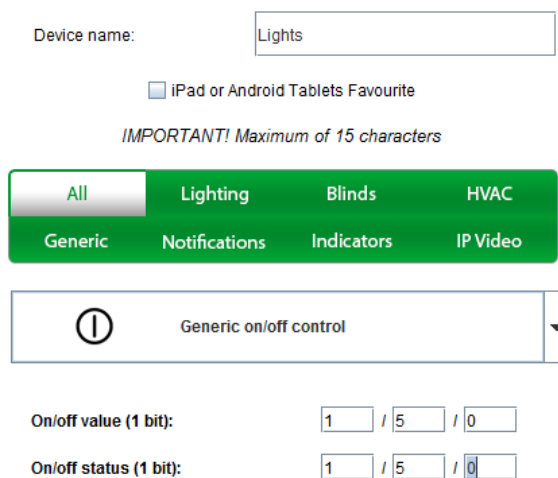 Device name: Lights
iPad or Android Tablets Favourite
IMPORTANT! Maximum of 15 characters
All Lighting Blinds HVAC
Generic Notifications Indicators IP Video
Generic on/off control
On/off value (1 bit): 1 / 5 / 0
On/off status (1 bit): 1 / 5 / 0